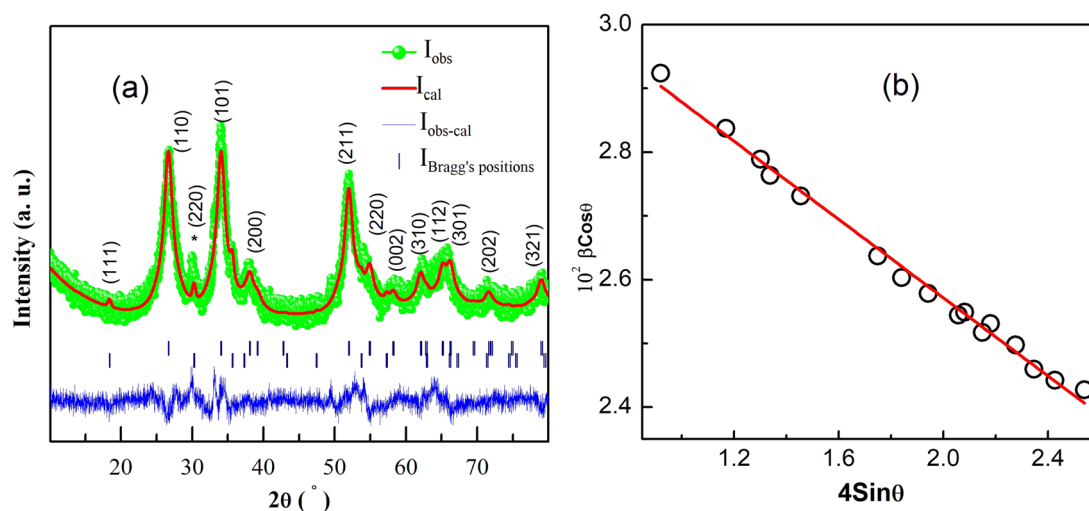 (a)
I_obs
I_cal
I_obs-cal
I_Bragg's positions
(111)
(110)
*
(220)
(101)
(200)
(211)
(220)
(002)
(310)
(112)
(301)
(202)
(321)
Intensity (a. u.)
20 30 40 50 60 70
2θ (°)
(b)
3.0
2.8
2.6
2.4
10² βCosθ
1.2 1.6 2.0 2.4
4Sinθ